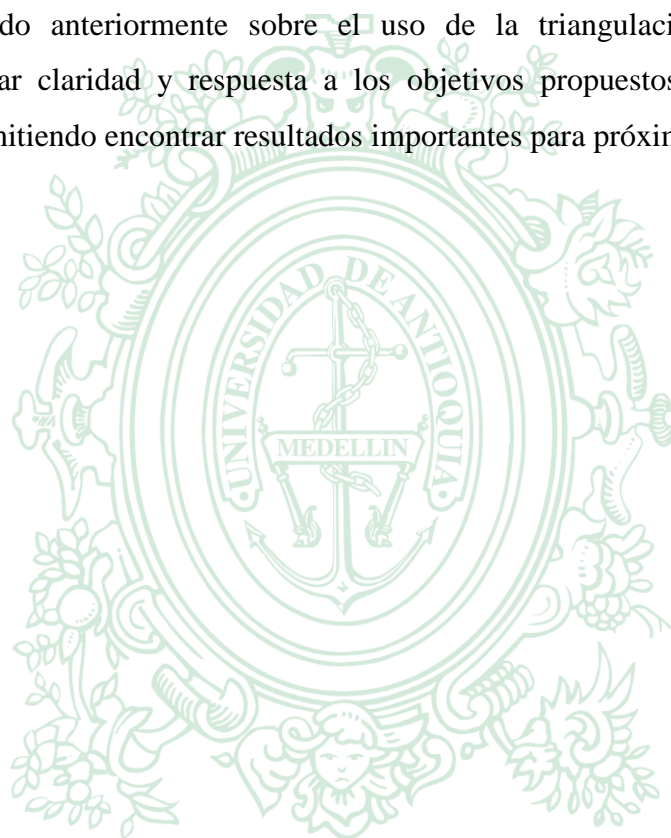 do anteriormente sobre el uso de la triangulaci
ar claridad y respuesta a los objetivos propuestos
nitiendo encontrar resultados importantes para próxin
UNIVERSIDAD DE ANTIOQUIA
MEDELLIN